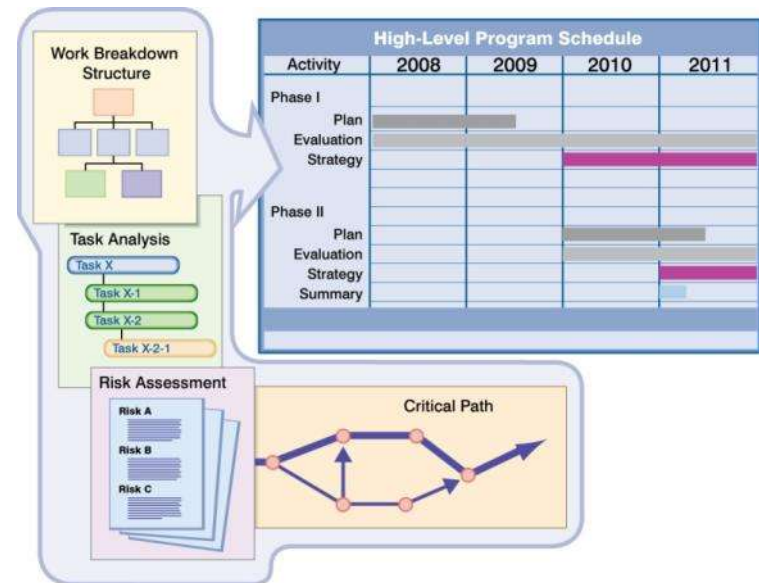 Work Breakdown
Structure
Task Analysis
Task X
Task X-1
Task X-2
Task X-2-1
Risk Assessment
Risk A
Risk B
Risk C
Critical Path
High-Level Program Schedule
Activity 2008 2009 2010 2011
Phase I
Plan
Evaluation
Strategy
Phase II
Plan
Evaluation
Strategy
Summary